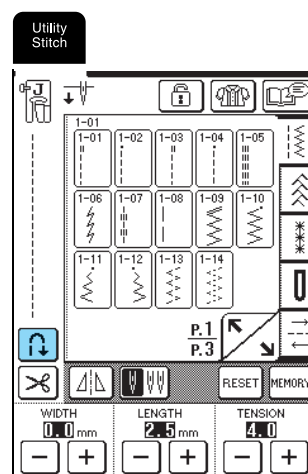 Utility
Stitch
J
1-01
1-01 1-02 1-03 1-04 1-05
1-06 1-07 1-08 1-09 1-10
1-11 1-12 1-13 1-14
P.1
P.3
RESET MEMORY
WIDTH LENGTH TENSION
0.0 mm 2.5 mm 4.0
− + − + − +